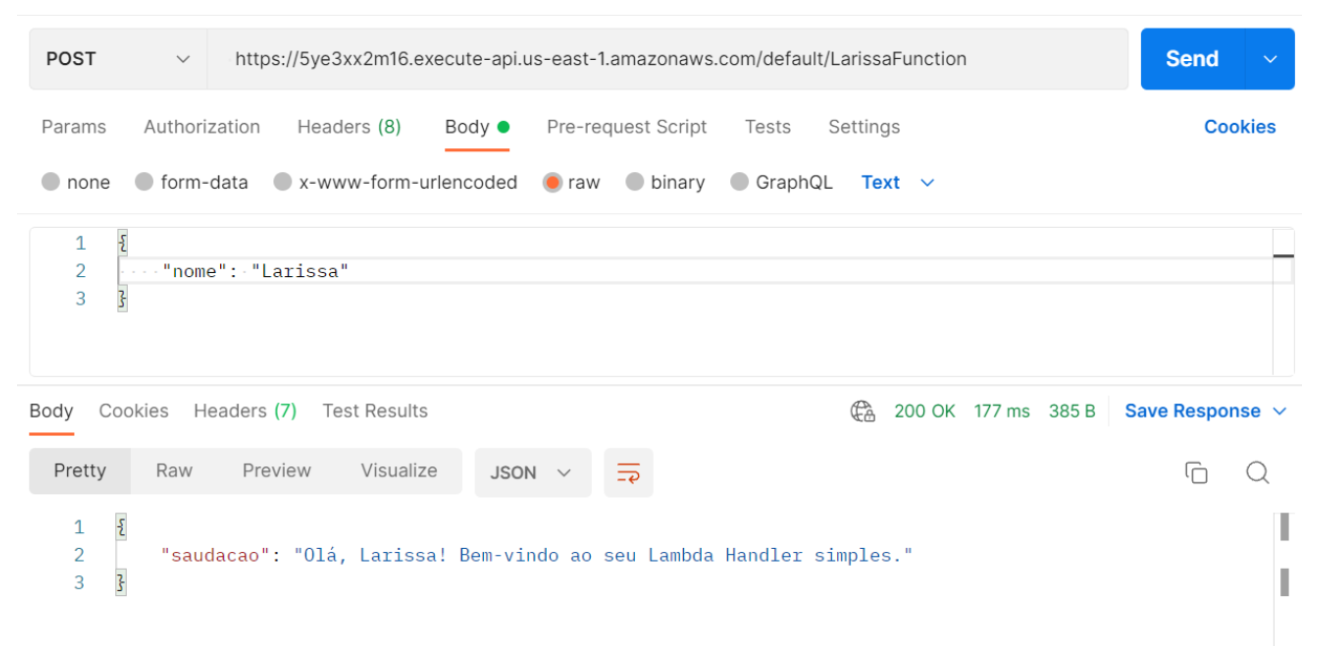 POST https://5ye3xx2m16.execute-api.us-east-1.amazonaws.com/default/LarissaFunction Send
Params Authorization Headers (8) Body Pre-request Script Tests Settings Cookies
none form-data x-www-form-urlencoded raw binary GraphQL Text
1 {
2 "nome": "Larissa"
3 }
Body Cookies Headers (7) Test Results 200 OK 177 ms 385 B Save Response
Pretty Raw Preview Visualize JSON
1 {
2 "saudacao": "Olá, Larissa! Bem-vindo ao seu Lambda Handler simples."
3 }